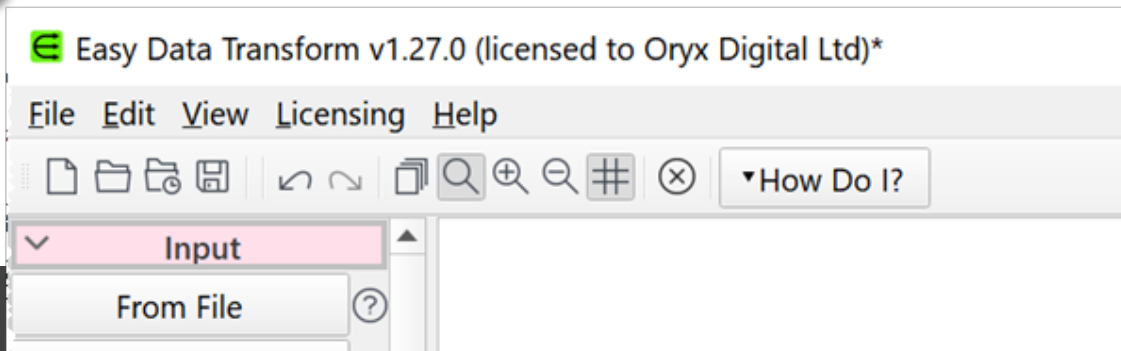 Easy Data Transform v1.27.0 (licensed to Oryx Digital Ltd)*
File Edit View Licensing Help
▾How Do I?
Input
From File
?